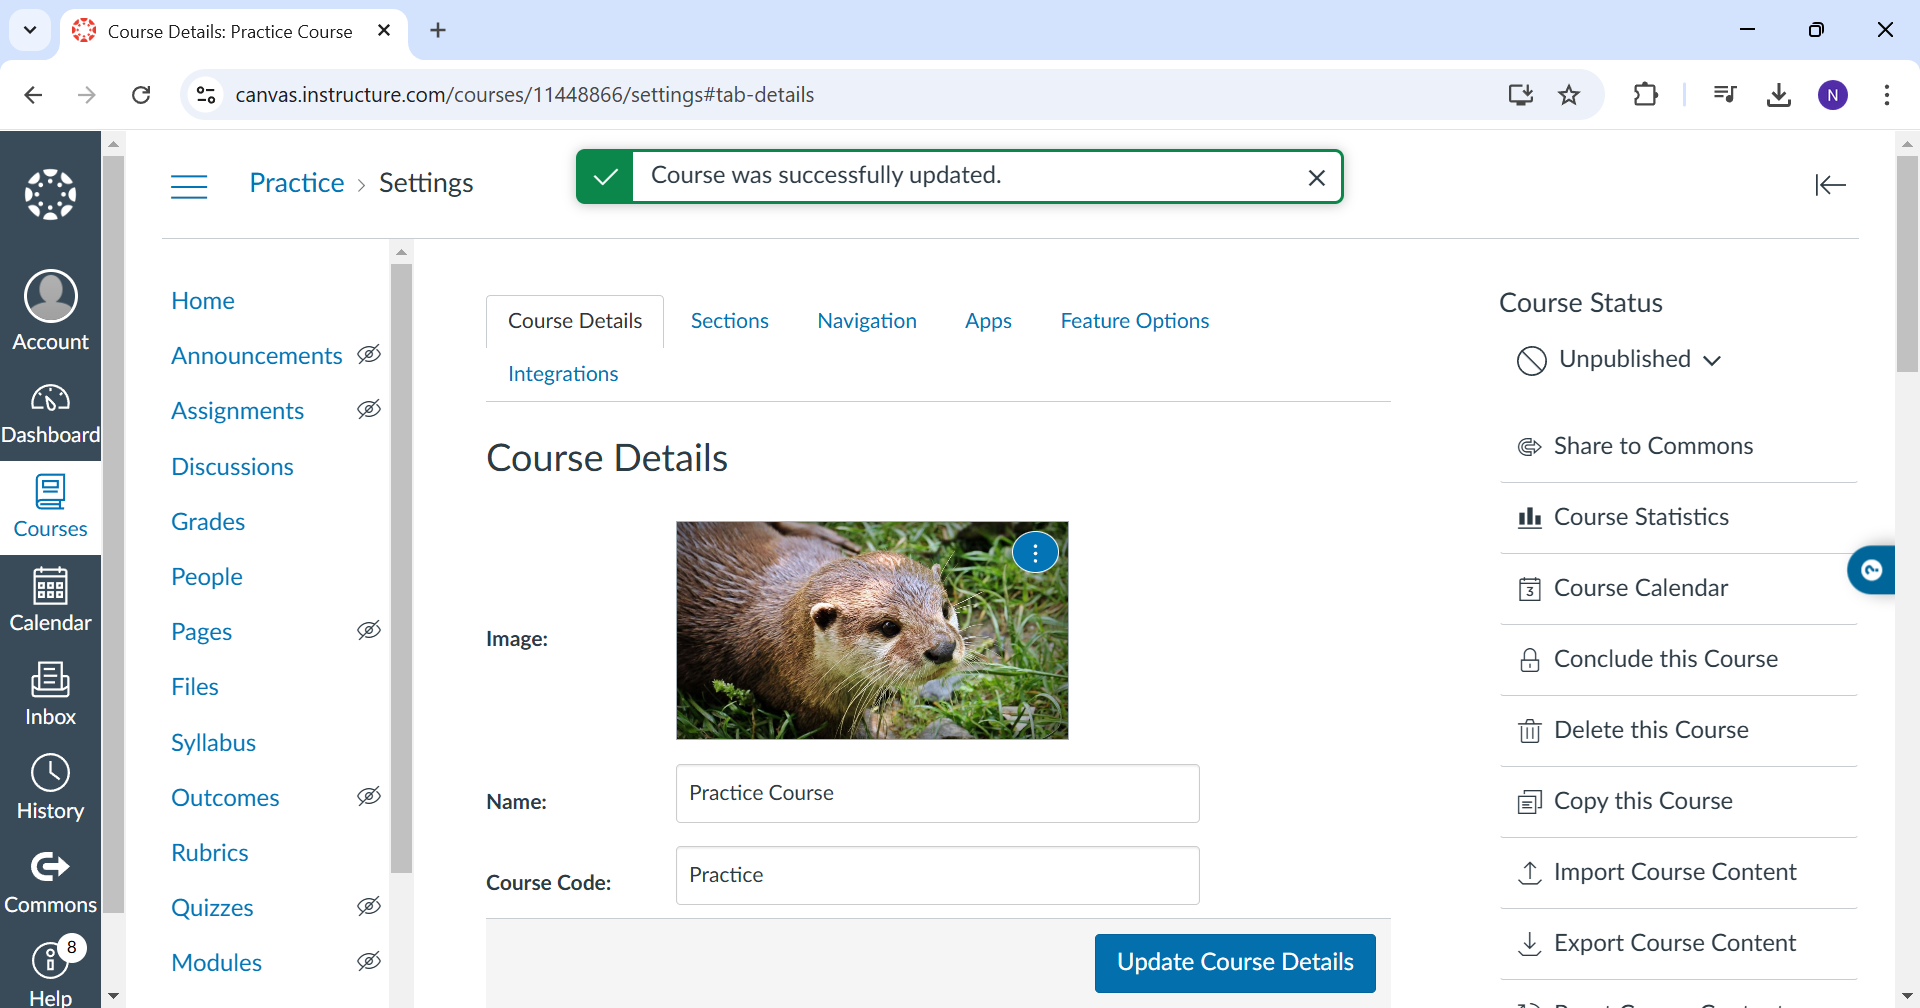 Course Details: Practice Course
canvas.instructure.com/courses/11448866/settings#tab-details
N
Practice > Settings
Course was successfully updated.
Account
Dashboard
Courses
Calendar
Inbox
History
Commons
8
Help
Home
Announcements
Assignments
Discussions
Grades
People
Pages
Files
Syllabus
Outcomes
Rubrics
Quizzes
Modules
Course Details Sections Navigation Apps Feature Options
Integrations
Course Details
Image:
Name: Practice Course
Course Code: Practice
Update Course Details
Course Status
Unpublished
Share to Commons
Course Statistics
3 Course Calendar
Conclude this Course
Delete this Course
Copy this Course
Import Course Content
Export Course Content